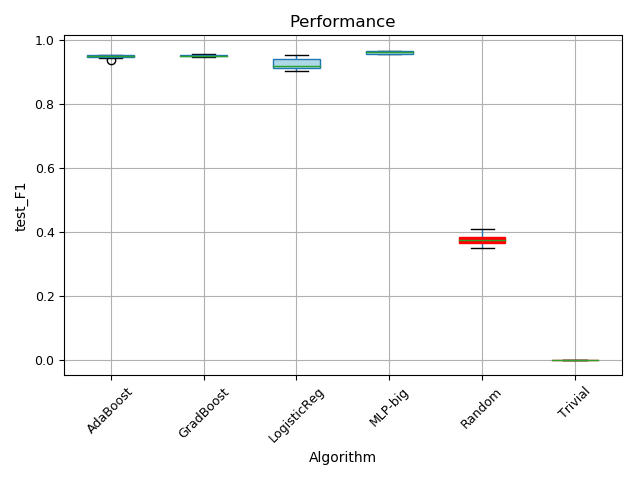 Performance
1.0
0.8
0.6
0.4
0.2
0.0
test_F1
AdaBoost
GradBoost
LogisticReg
MLP-big
Random
Trivial
Algorithm